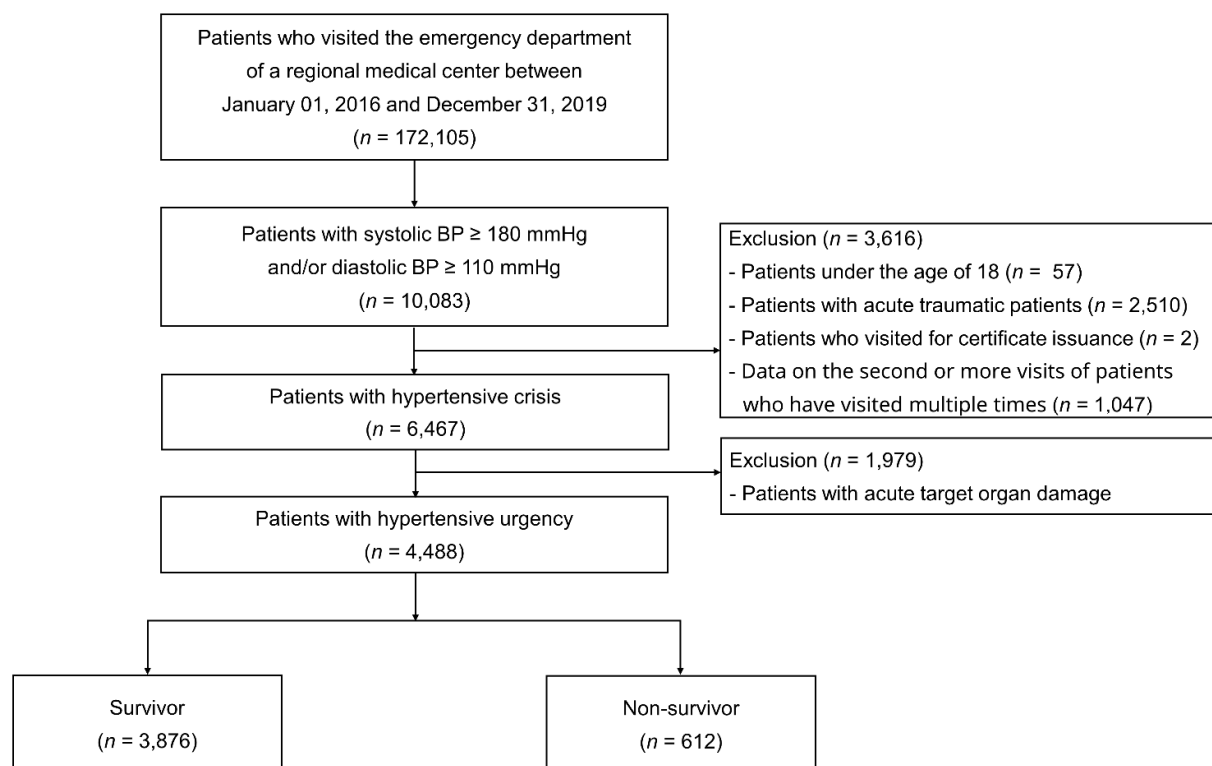 Patients who visited the emergency department
of a regional medical center between
January 01, 2016 and December 31, 2019
(n = 172,105)
Patients with systolic BP ≥ 180 mmHg
and/or diastolic BP ≥ 110 mmHg
(n = 10,083)
Exclusion (n = 3,616)
- Patients under the age of 18 (n = 57)
- Patients with acute traumatic patients (n = 2,510)
- Patients who visited for certificate issuance (n = 2)
- Data on the second or more visits of patients
who have visited multiple times (n = 1,047)
Patients with hypertensive crisis
(n = 6,467)
Exclusion (n = 1,979)
- Patients with acute target organ damage
Patients with hypertensive urgency
(n = 4,488)
Survivor
(n = 3,876)
Non-survivor
(n = 612)